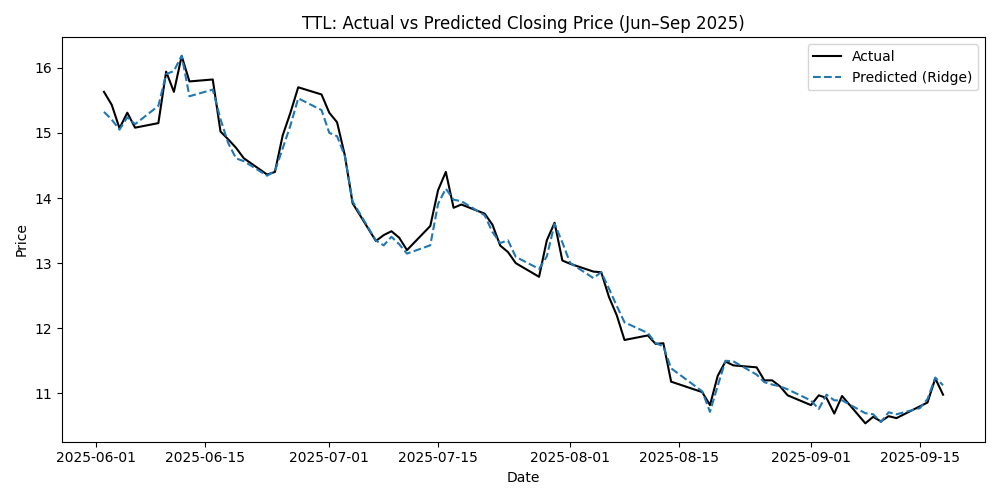 TTL: Actual vs Predicted Closing Price (Jun–Sep 2025)
Actual
Predicted (Ridge)
Price
16
15
14
13
12
11
2025-06-01 2025-06-15 2025-07-01 2025-07-15 2025-08-01 2025-08-15 2025-09-01 2025-09-15
Date